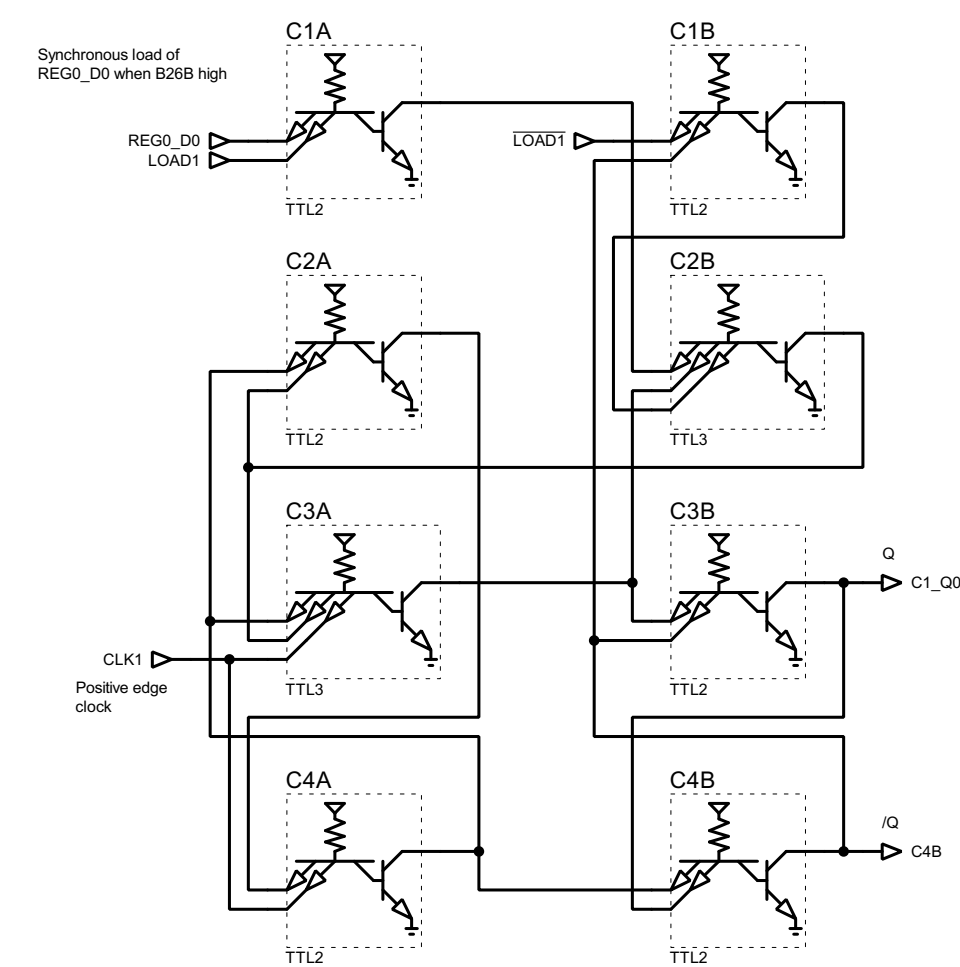 C1A
C1B
Synchronous load of
REG0_D0 when B26B high
REG0_D0
LOAD1
LOAD1
TTL2
TTL2
C2A
C2B
TTL2
TTL3
C3A
C3B
Q
C1_Q0
CLK1
Positive edge
clock
TTL3
TTL2
C4A
C4B
/Q
C4B
TTL2
TTL2